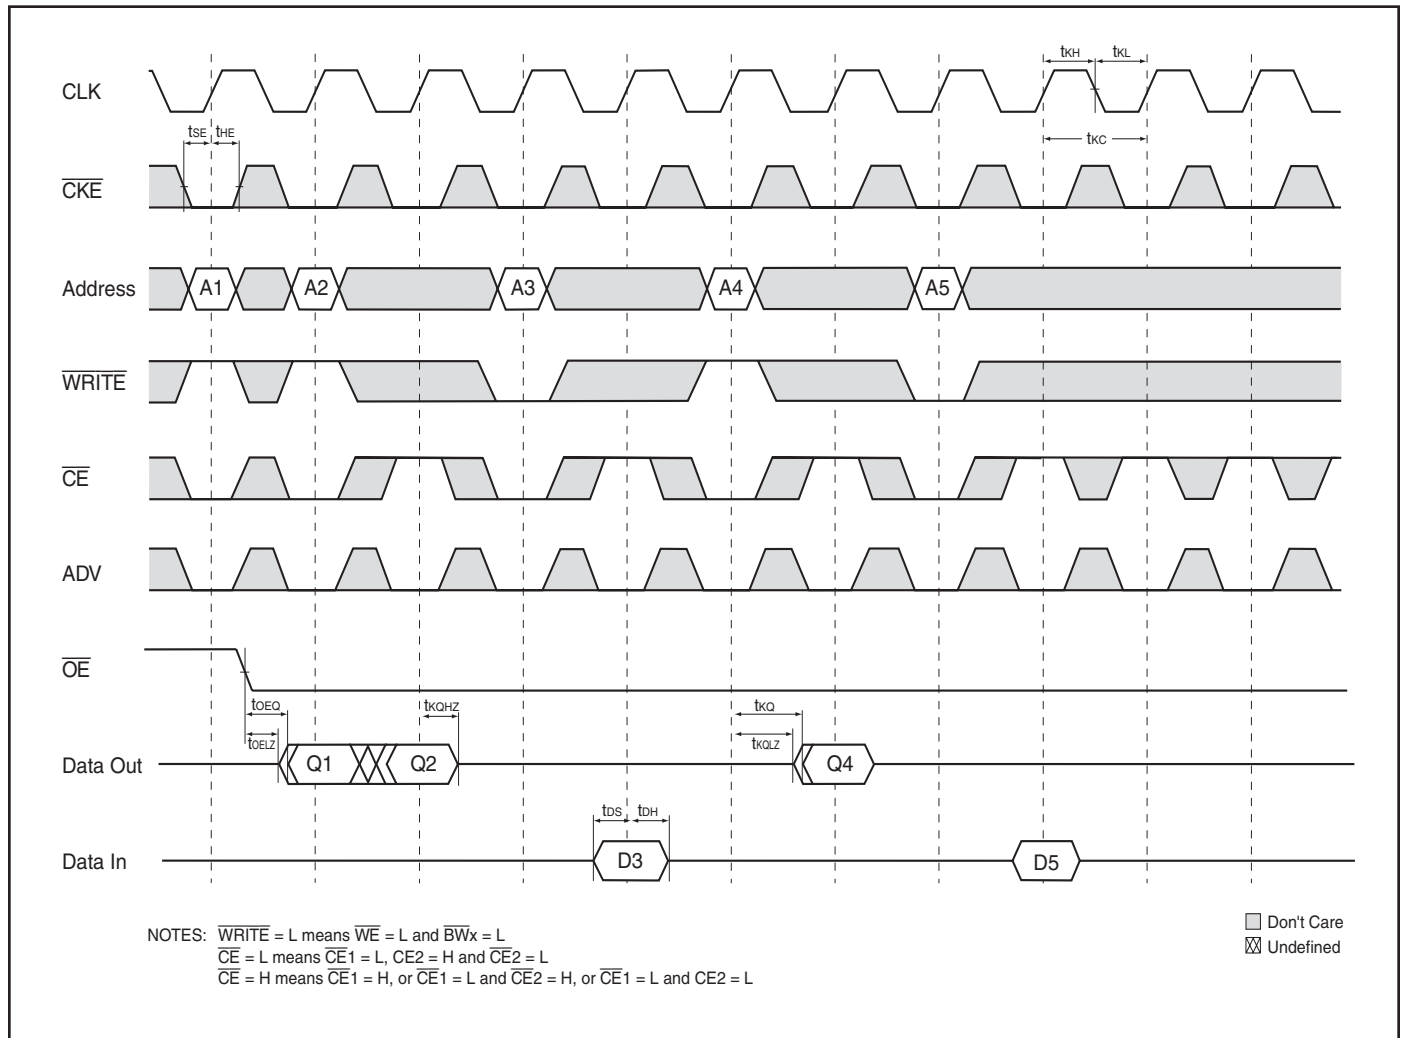 tKH tKL
CLK
tSE tHE
tKC
CKE
Address A1 A2 A3 A4 A5
WRITE
CE
ADV
OE
tOEQ tKQHZ tKQ
tOELZ tKQLZ
Data Out Q1 Q2 Q4
tDS tDH
Data In D3 D5
NOTES: WRITE = L means WE = L and BWx = L
CE = L means CE1 = L, CE2 = H and CE2 = L
CE = H means CE1 = H, or CE1 = L and CE2 = H, or CE1 = L and CE2 = L
Don't Care
Undefined